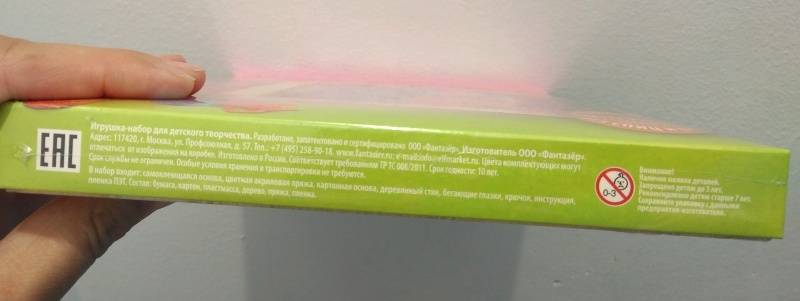 EAC
Игрушка-набор для детского творчества. Разработано, запатентовано и сертифицировано ООО «Фантазёр». Изготовитель ООО «Фантазёр».
Адрес: 117420, г. Москва, ул. Профсоюзная, д. 57. Тел.: +7 (495) 258-90-18. www.fantazer.ru; e-mail:info@elfmarket.ru. Цвета комплектующих могут
отличаться от изображения на коробке. Изготовлено в России. Соответствует требованиям ТР ТС 008/2011. Срок годности: 10 лет.
Срок службы не ограничен. Особые условия хранения и транспортировки не требуются.
В набор входит: самоклеющаяся основа, цветная акриловая пряжа, картонная основа, деревянный стик, бегающие глазки, крючок, инструкция,
пленка ПЭТ. Состав: бумага, картон, пластмасса, дерево, пряжа, пленка.
0-3
Внимание!
Наличие мелких деталей.
Запрещено детям до 3 лет.
Рекомендовано детям старше 7 лет.
Сохраняйте упаковку с данными
предприятия-изготовителя.